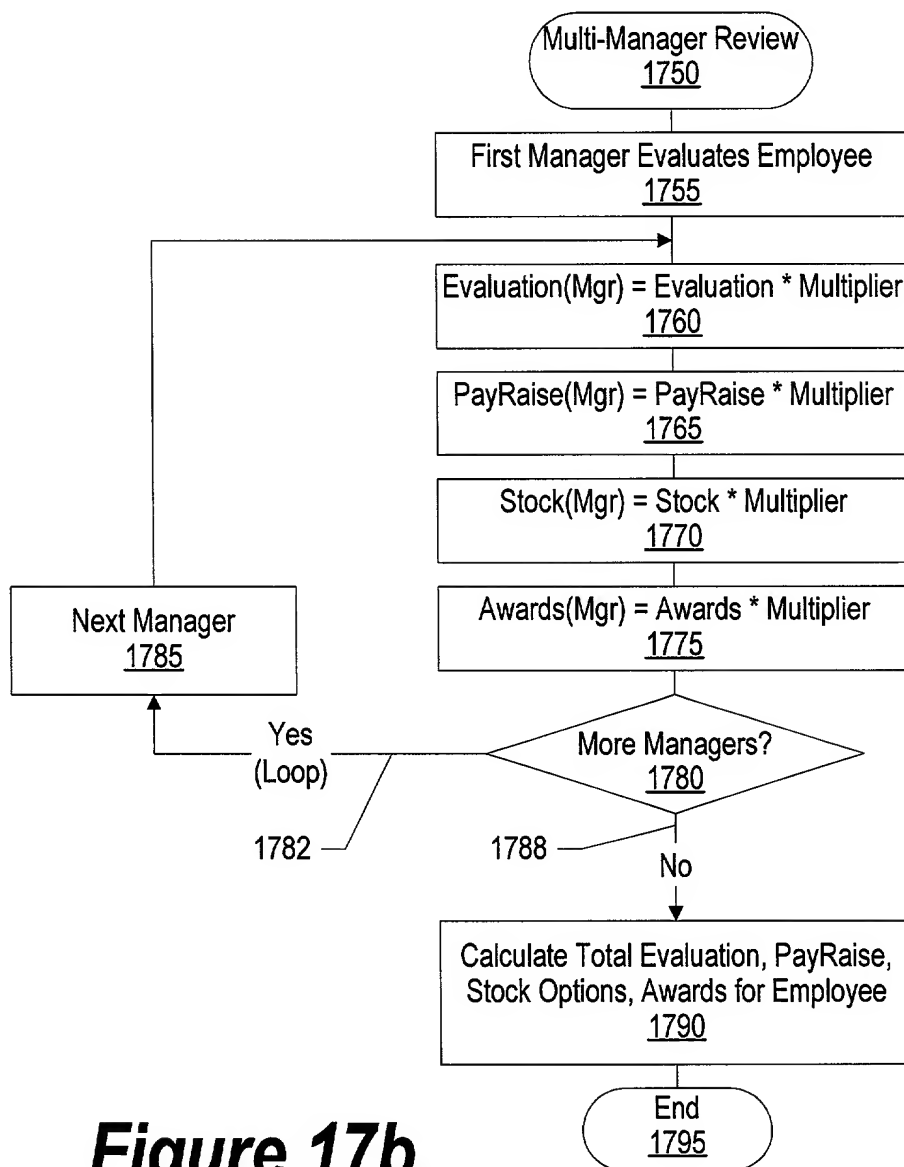 Multi-Manager Review
1750
First Manager Evaluates Employee
1755
Evaluation(Mgr) = Evaluation * Multiplier
1760
PayRaise(Mgr) = PayRaise * Multiplier
1765
Stock(Mgr) = Stock * Multiplier
1770
Awards(Mgr) = Awards * Multiplier
1775
Next Manager
1785
More Managers?
1780
Yes
(Loop)
1782
1788
No
Calculate Total Evaluation, PayRaise,
Stock Options, Awards for Employee
1790
End
1795
Figure 17b